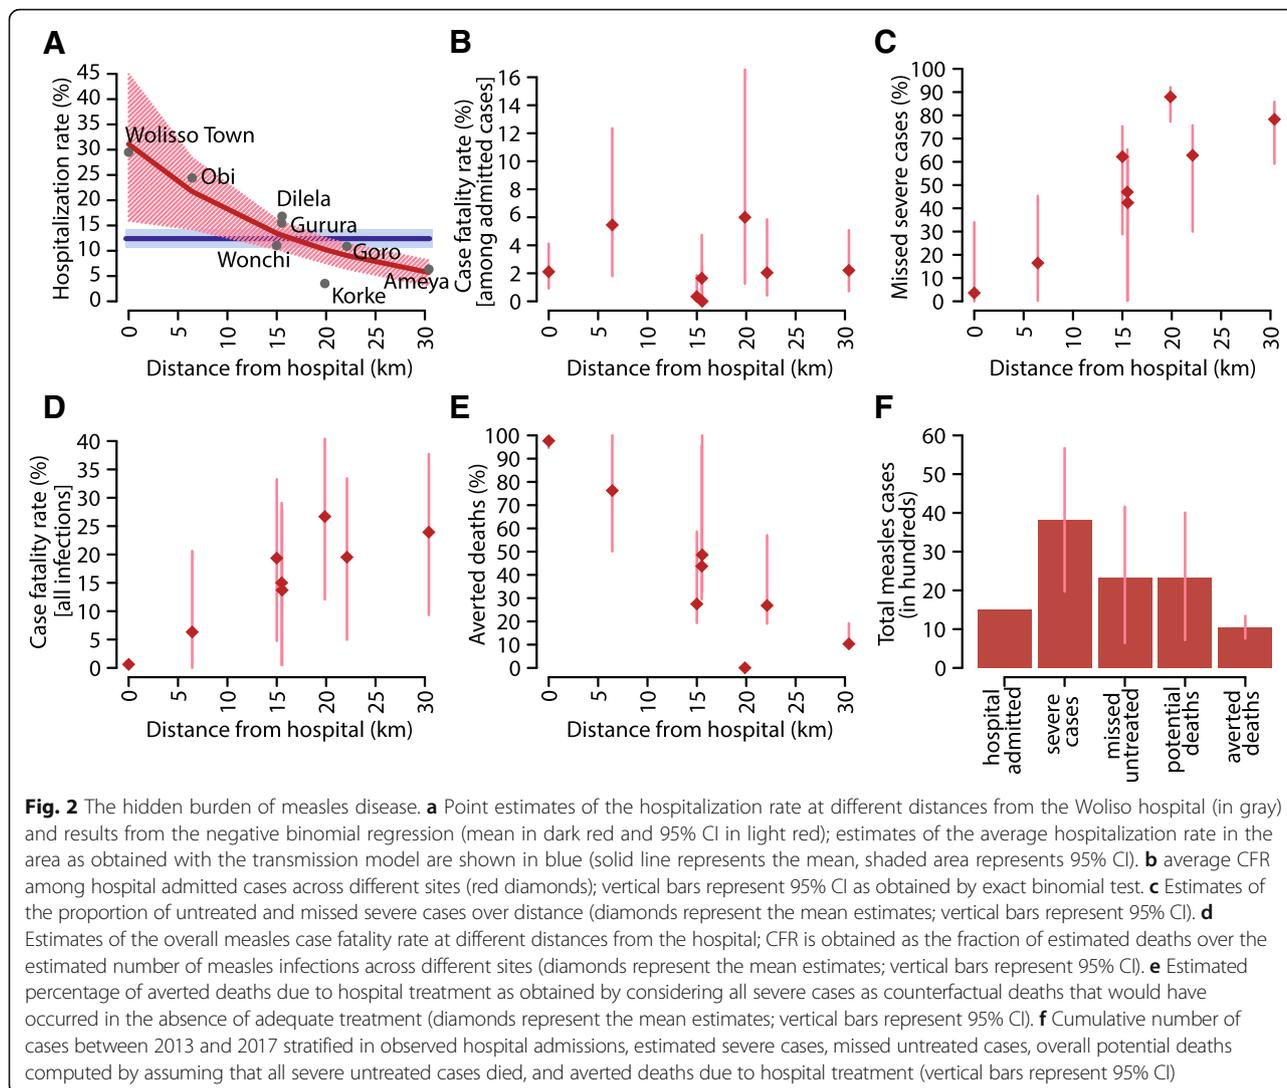 A
Hospitalization rate (%)
45
40
35
30
25
20
15
10
5
0
Wolisso Town
Obi
Dilela
Gurura
Wonchi
Goro
Ameya
Korke
0 5 10 15 20 25 30
Distance from hospital (km)
B
Case fatality rate (%)
[among admitted cases]
16
14
12
10
8
6
4
2
0
0 5 10 15 20 25 30
Distance from hospital (km)
C
Missed severe cases (%)
100
90
80
70
60
50
40
30
20
10
0
0 5 10 15 20 25 30
Distance from hospital (km)
D
Case fatality rate (%)
[all infections]
40
35
30
25
20
15
10
5
0
0 5 10 15 20 25 30
Distance from hospital (km)
E
Averted deaths (%)
100
90
80
70
60
50
40
30
20
10
0
0 5 10 15 20 25 30
Distance from hospital (km)
F
Total measles cases
(in hundreds)
60
50
40
30
20
10
0
hospital
admitted
severe
cases
missed
untreated
potential
deaths
averted
deaths
Fig. 2 The hidden burden of measles disease. a Point estimates of the hospitalization rate at different distances from the Woliso hospital (in gray)
and results from the negative binomial regression (mean in dark red and 95% CI in light red); estimates of the average hospitalization rate in the
area as obtained with the transmission model are shown in blue (solid line represents the mean, shaded area represents 95% CI). b average CFR
among hospital admitted cases across different sites (red diamonds); vertical bars represent 95% CI as obtained by exact binomial test. c Estimates of
the proportion of untreated and missed severe cases over distance (diamonds represent the mean estimates; vertical bars represent 95% CI). d
Estimates of the overall measles case fatality rate at different distances from the hospital; CFR is obtained as the fraction of estimated deaths over the
estimated number of measles infections across different sites (diamonds represent the mean estimates; vertical bars represent 95% CI). e Estimated
percentage of averted deaths due to hospital treatment as obtained by considering all severe cases as counterfactual deaths that would have
occurred in the absence of adequate treatment (diamonds represent the mean estimates; vertical bars represent 95% CI). f Cumulative number of
cases between 2013 and 2017 stratified in observed hospital admissions, estimated severe cases, missed untreated cases, overall potential deaths
computed by assuming that all severe untreated cases died, and averted deaths due to hospital treatment (vertical bars represent 95% CI)